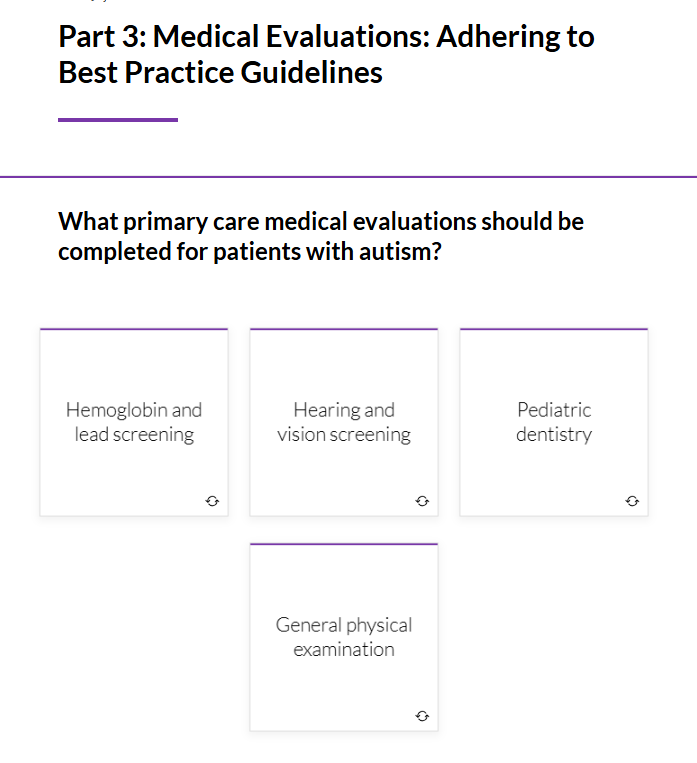 Part 3: Medical Evaluations: Adhering to
Best Practice Guidelines
What primary care medical evaluations should be
completed for patients with autism?
Hemoglobin and
lead screening
Hearing and
vision screening
Pediatric
dentistry
General physical
examination